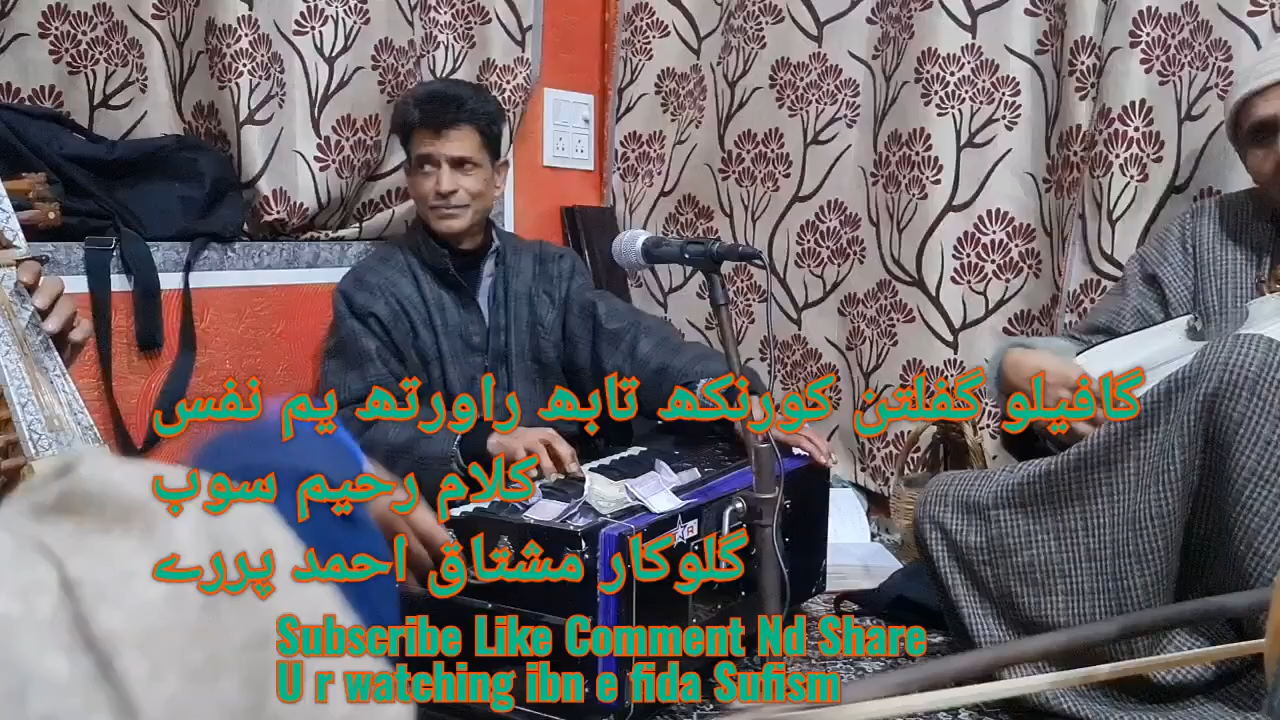 گافیلو گفلتن کورنکھ تابھ راورتھ یم نفس
کلام رحیم سوب
گلوکار مشتاق احمد پررے
Subscribe Like Comment Nd Share
U r watching ibn e fida Sufism